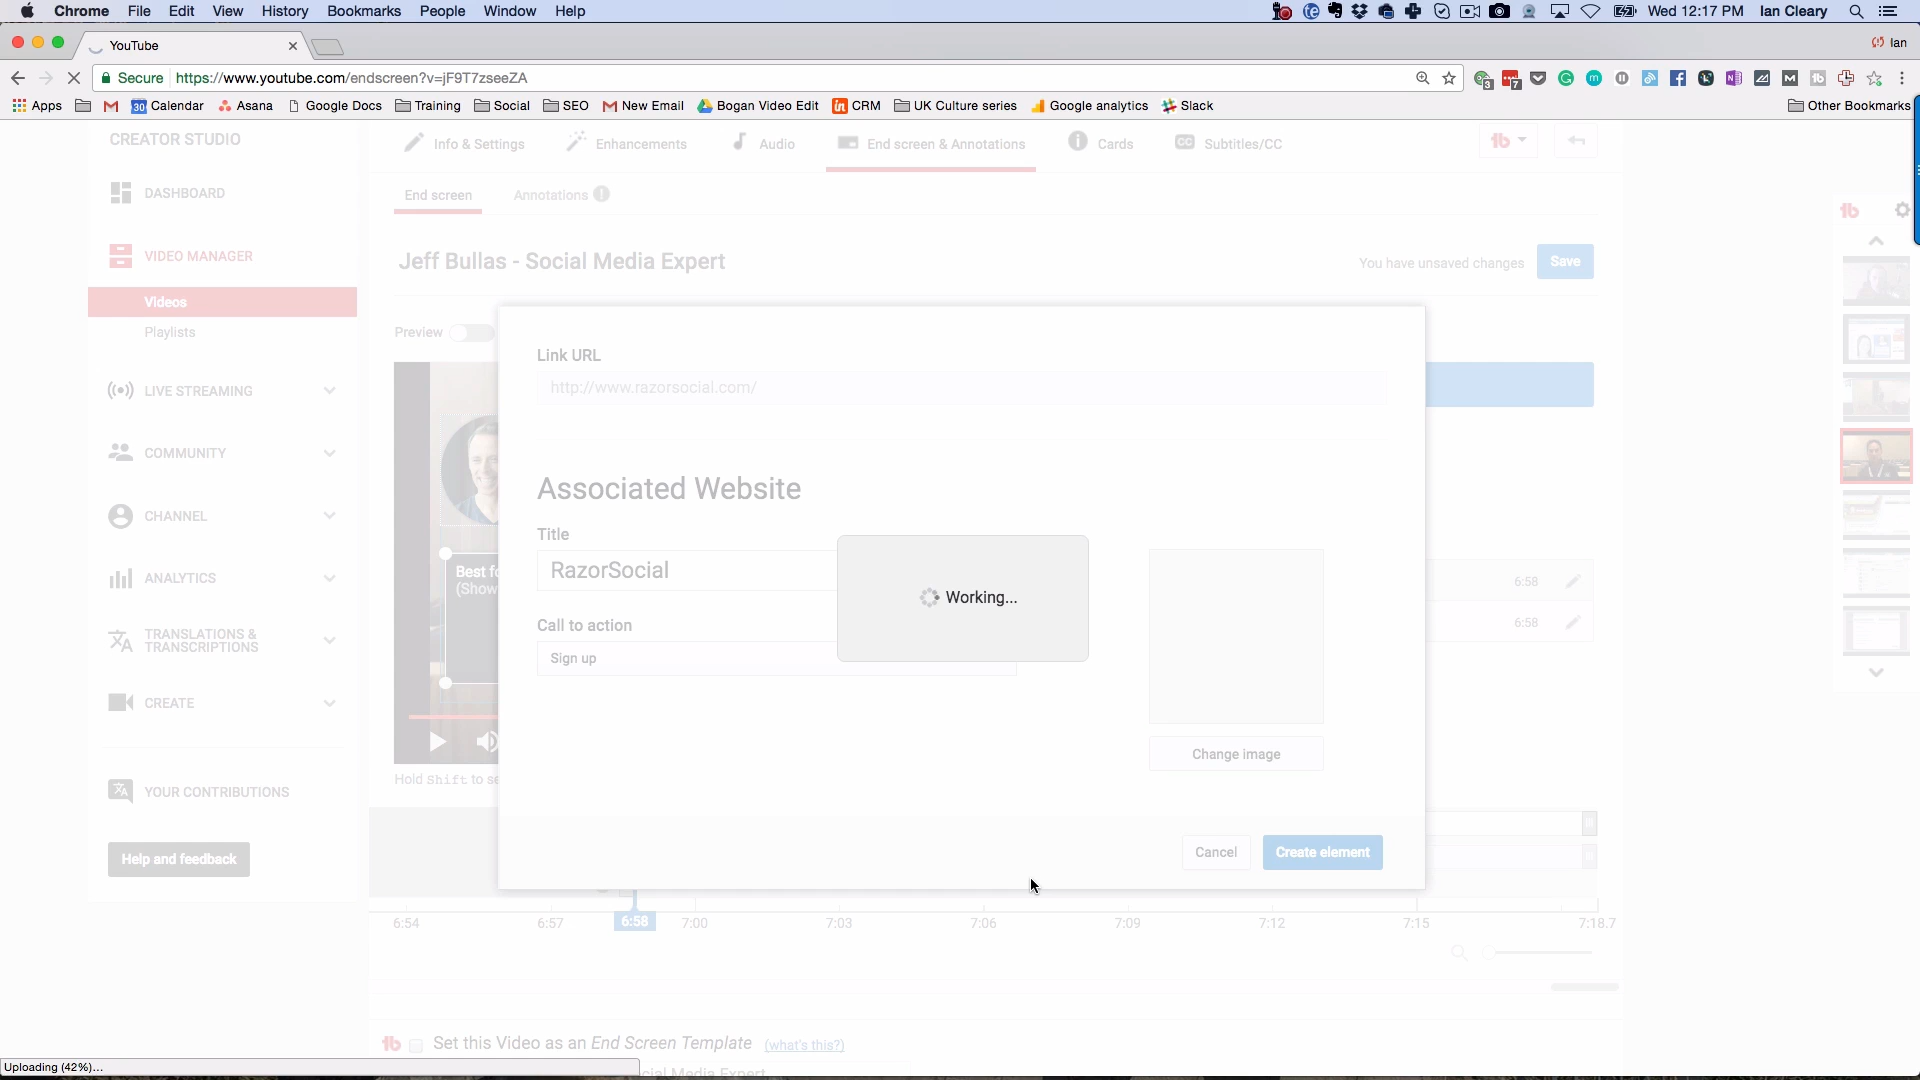 Chrome File Edit View History Bookmarks People Window Help
Wed 12:17 PM Ian Cleary
YouTube
Ian
Secure https://www.youtube.com/endscreen?v=jF9T7zseeZA
Apps Calendar Asana Google Docs Training Social SEO New Email Bogan Video Edit CRM UK Culture series Google analytics Slack Other Bookmarks
CREATOR STUDIO
DASHBOARD
VIDEO MANAGER
Videos
Playlists
LIVE STREAMING
COMMUNITY
CHANNEL
ANALYTICS
TRANSLATIONS &
TRANSCRIPTIONS
CREATE
YOUR CONTRIBUTIONS
Help and feedback
Info & Settings Enhancements Audio End screen & Annotations Cards Subtitles/CC
End screen Annotations
Jeff Bullas - Social Media Expert
You have unsaved changes Save
Preview
Best fo
(Show
Hold Shift to se
Link URL
http://www.razorsocial.com/
Associated Website
Title
RazorSocial
Call to action
Sign up
Working...
Change image
Cancel Create element
6:58
6:58
6:54 6:57 6:58 7:00 7:03 7:06 7:09 7:12 7:15 7:18.7
Set this Video as an End Screen Template (what's this?)
cial Media Expert
Uploading (42%)...